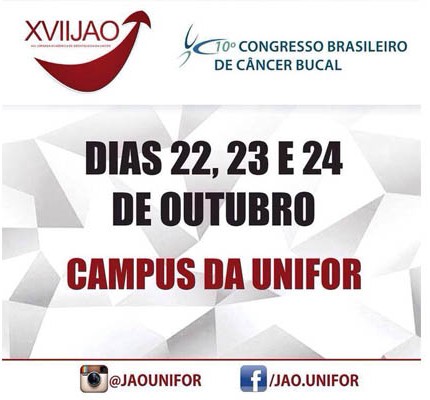 XVIIJAO
10º CONGRESSO BRASILEIRO
DE CÂNCER BUCAL
DIAS 22, 23 E 24
DE OUTUBRO
CAMPUS DA UNIFOR
@JAOUNIFOR
/JAO.UNIFOR